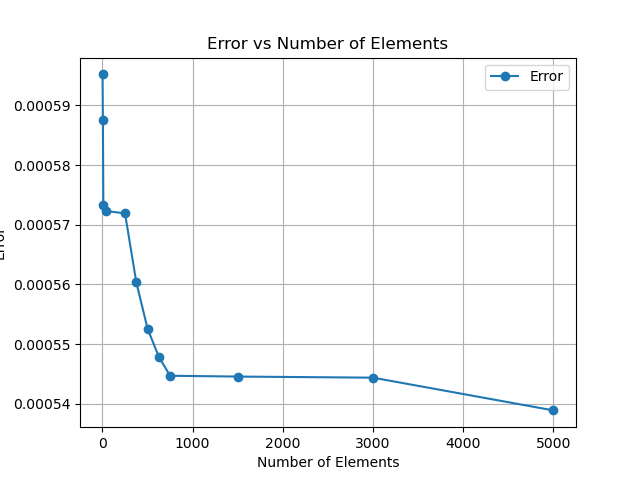 Error vs Number of Elements
Error
0.00059
0.00058
0.00057
0.00056
0.00055
0.00054
Error
0 1000 2000 3000 4000 5000
Number of Elements